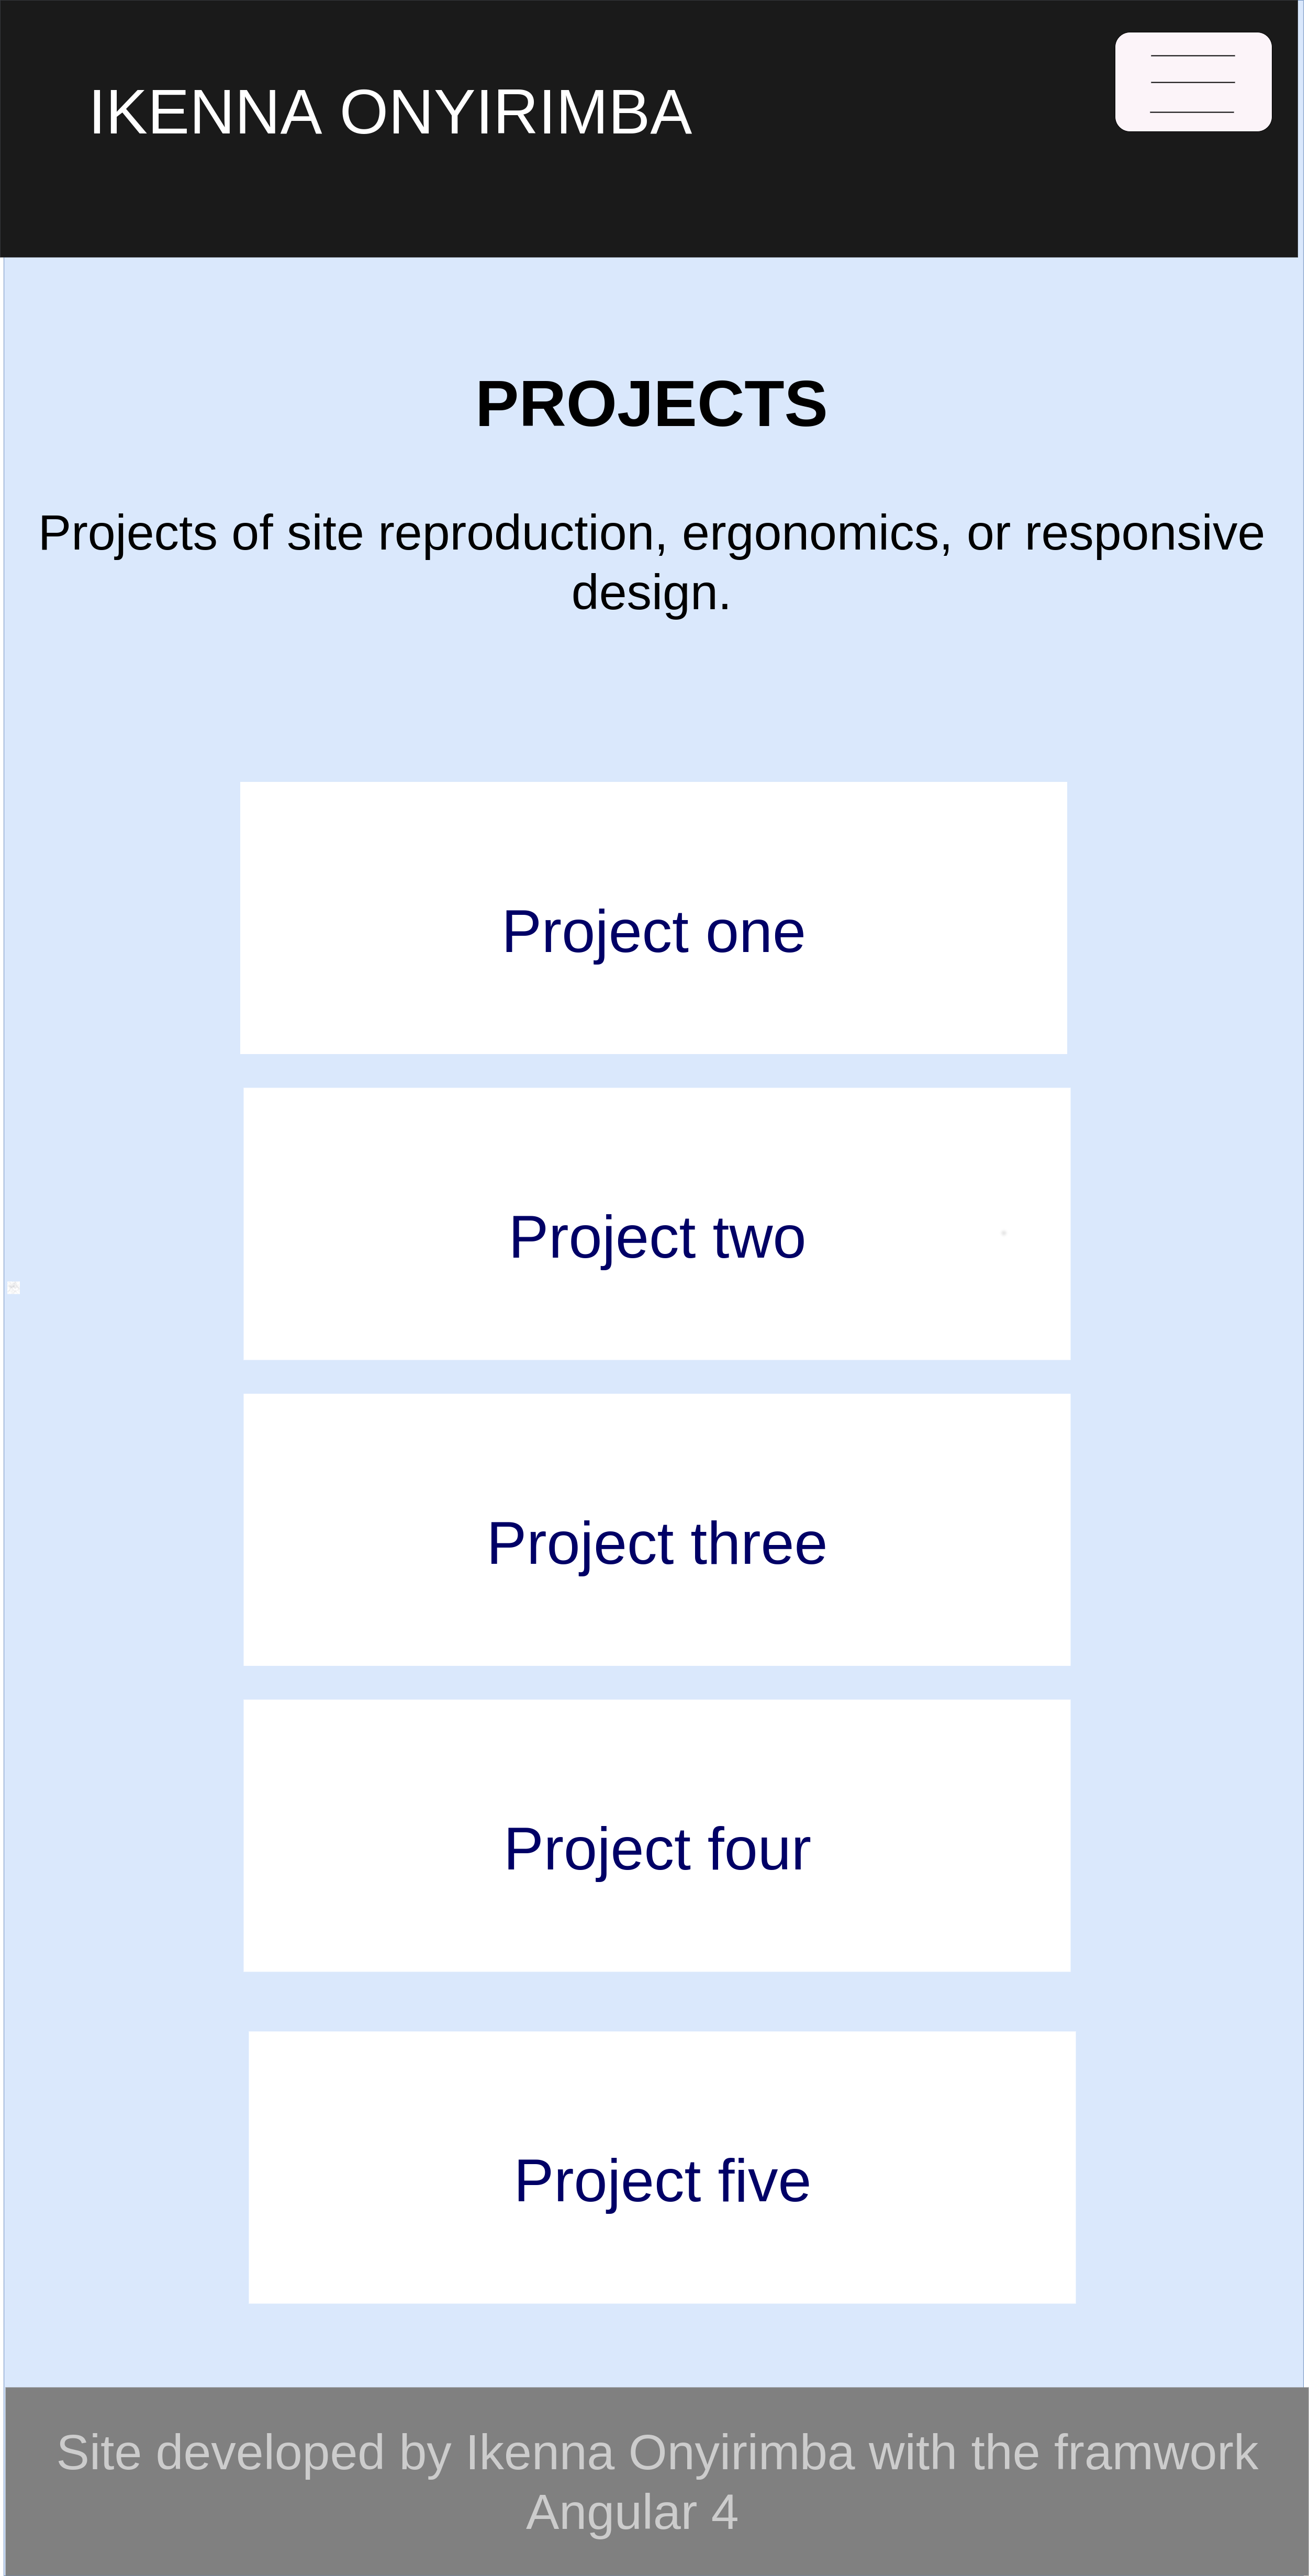 IKENNA ONYIRIMBA
PROJECTS
Projects of site reproduction, ergonomics, or responsive
design.
Project one
Project two
Project three
Project four
Project five
Site developed by Ikenna Onyirimba with the framwork
Angular 4